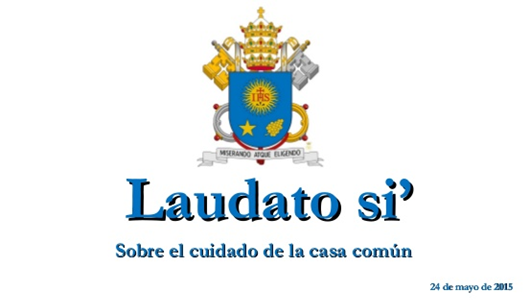 IHS
MISERANDO ATQUE ELIGENDO
Laudato si’
Sobre el cuidado de la casa común
24 de mayo de 2015